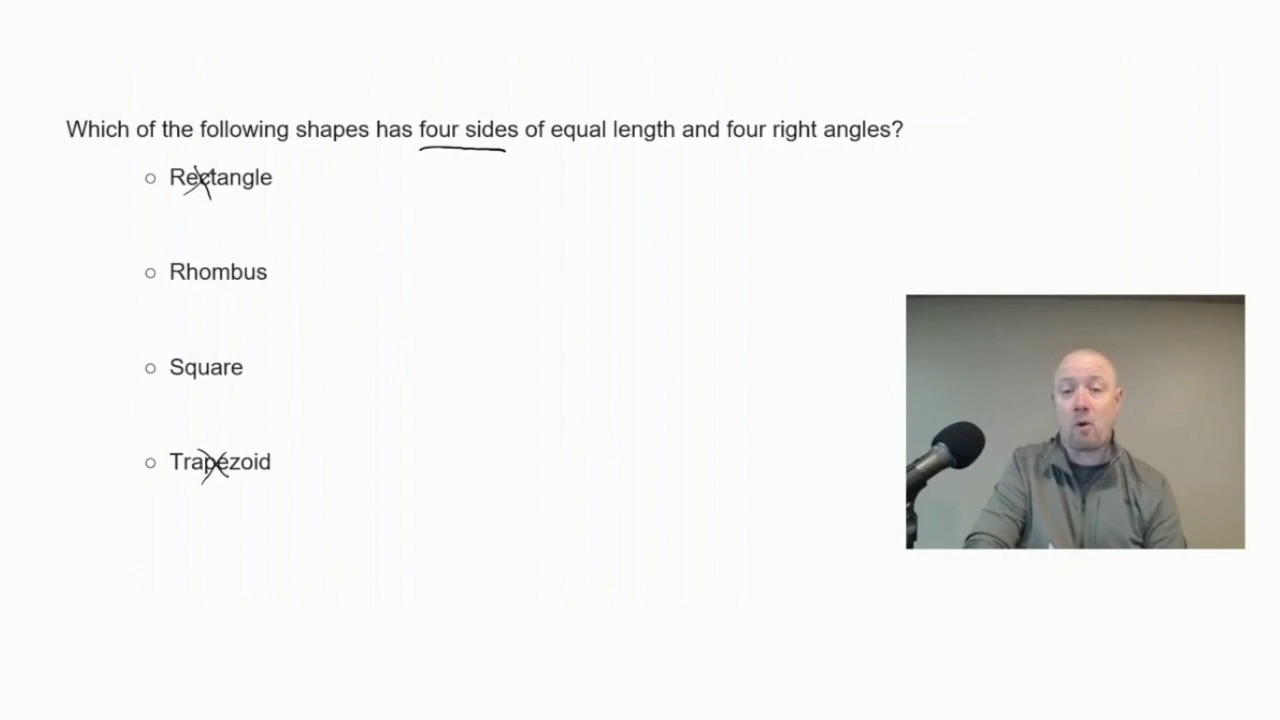 Which of the following shapes has four sides of equal length and four right angles?
Rectangle
Rhombus
Square
Trapezoid